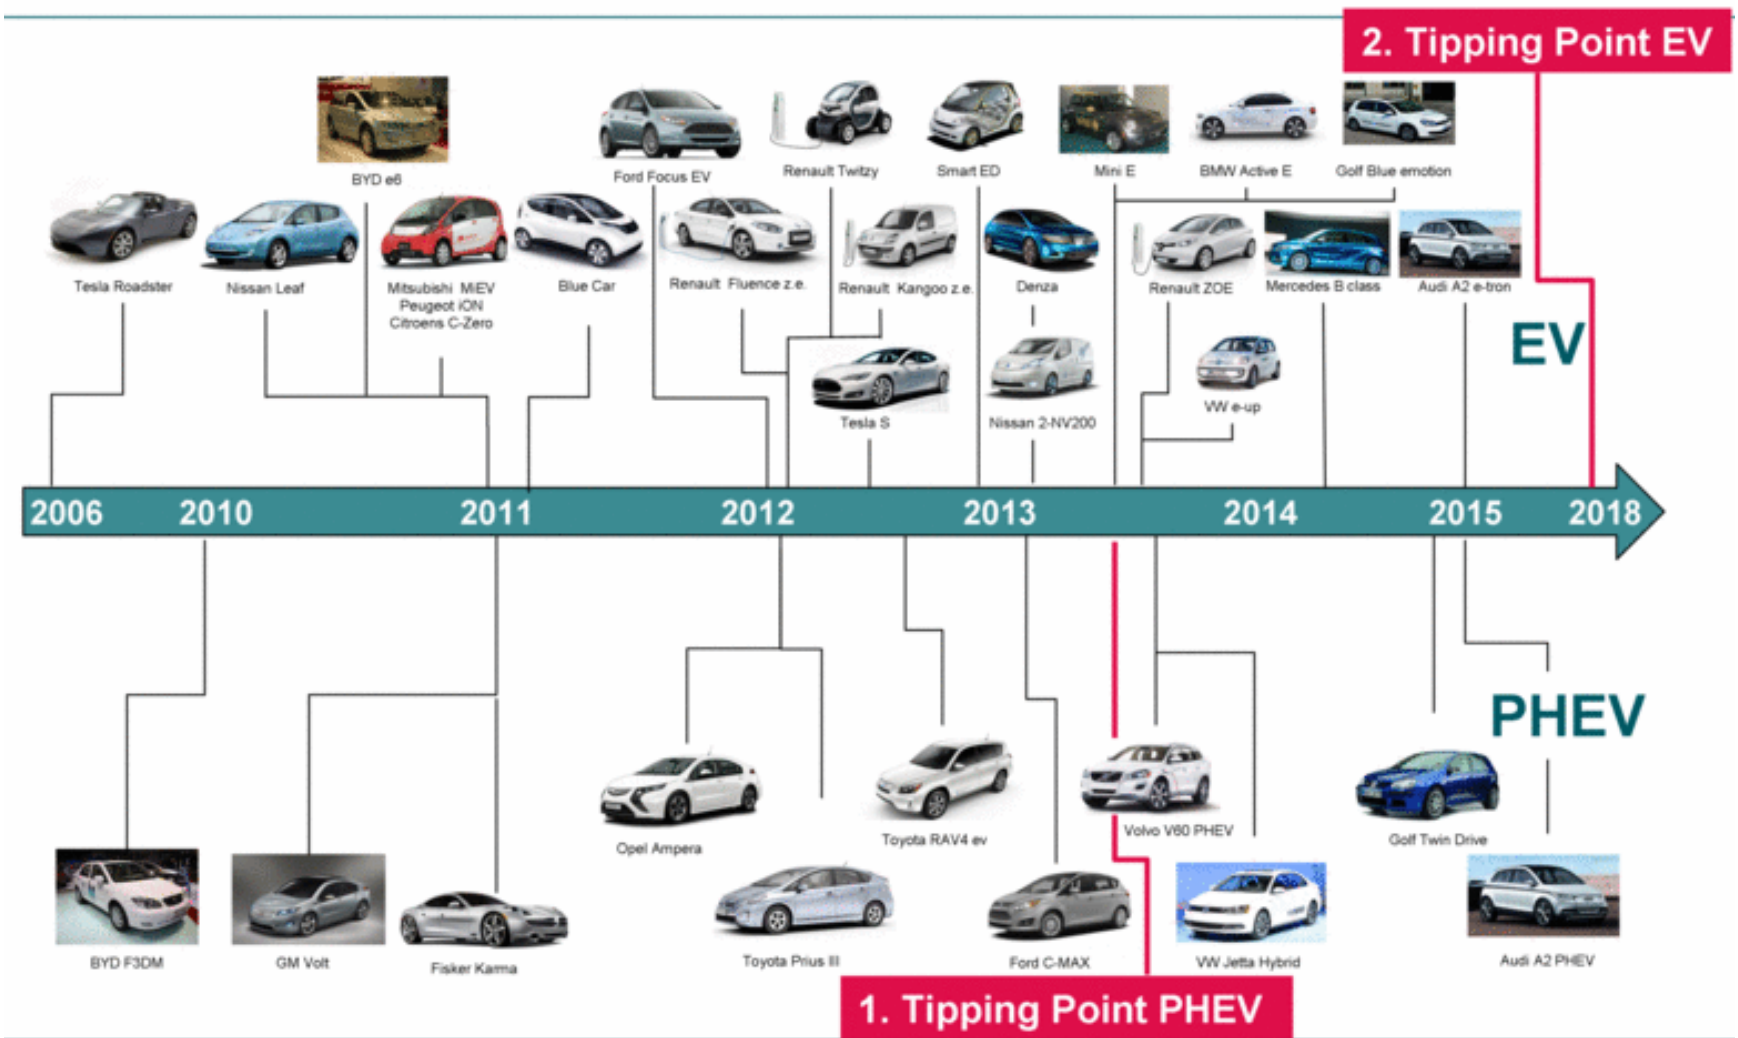 2. Tipping Point EV
BYD e6
Ford Focus EV
Renault Twitzy
Smart ED
Mini E
BMW Active E
Golf Blue emotion
Tesla Roadster
Nissan Leaf
Mitsubishi MiEV
Peugeot iON
Citroens C-Zero
Blue Car
Renault Fluence z.e.
Renault Kangoo z.e.
Denza
Renault ZOE
Mercedes B class
Audi A2 e-tron
EV
Tesla S
Nissan 2-NV200
VW e-up
2006 2010 2011 2012 2013 2014 2015 2018
PHEV
Opel Ampera
Toyota RAV4 ev
Volvo V60 PHEV
Golf Twin Drive
BYD F3DM
GM Volt
Fisker Karma
Toyota Prius III
Ford C-MAX
VW Jetta Hybrid
Audi A2 PHEV
1. Tipping Point PHEV